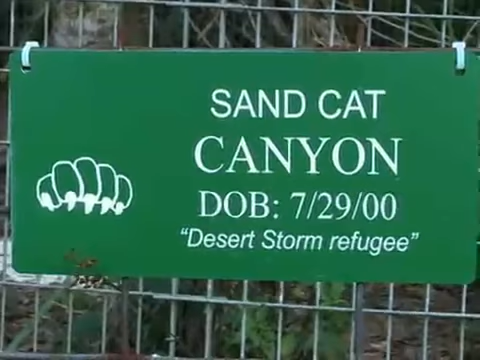 SAND CAT
CANYON
DOB: 7/29/00
“Desert Storm refugee”